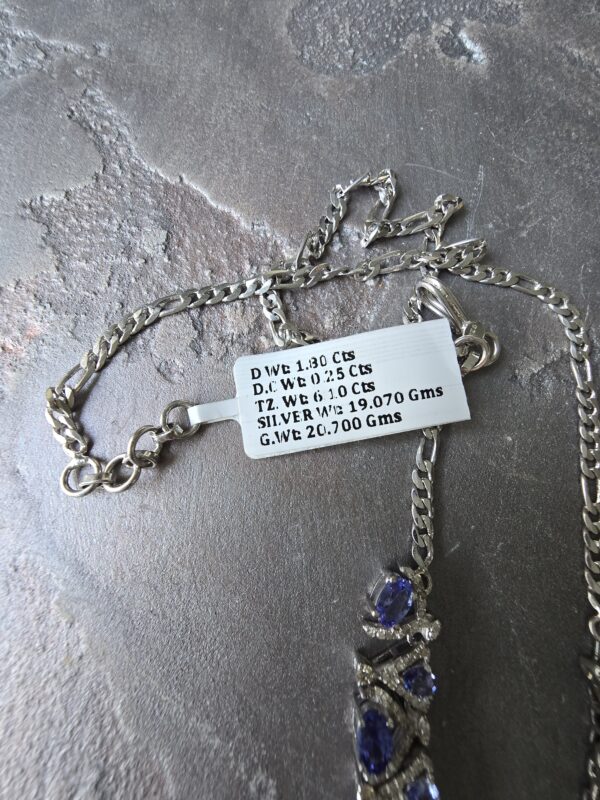 D Wt: 1.80 Cts
D.C Wt: 0.25 Cts
TZ. Wt: 6.10 Cts
SILVER Wt: 19.070 Gms
G.Wt: 20.700 Gms